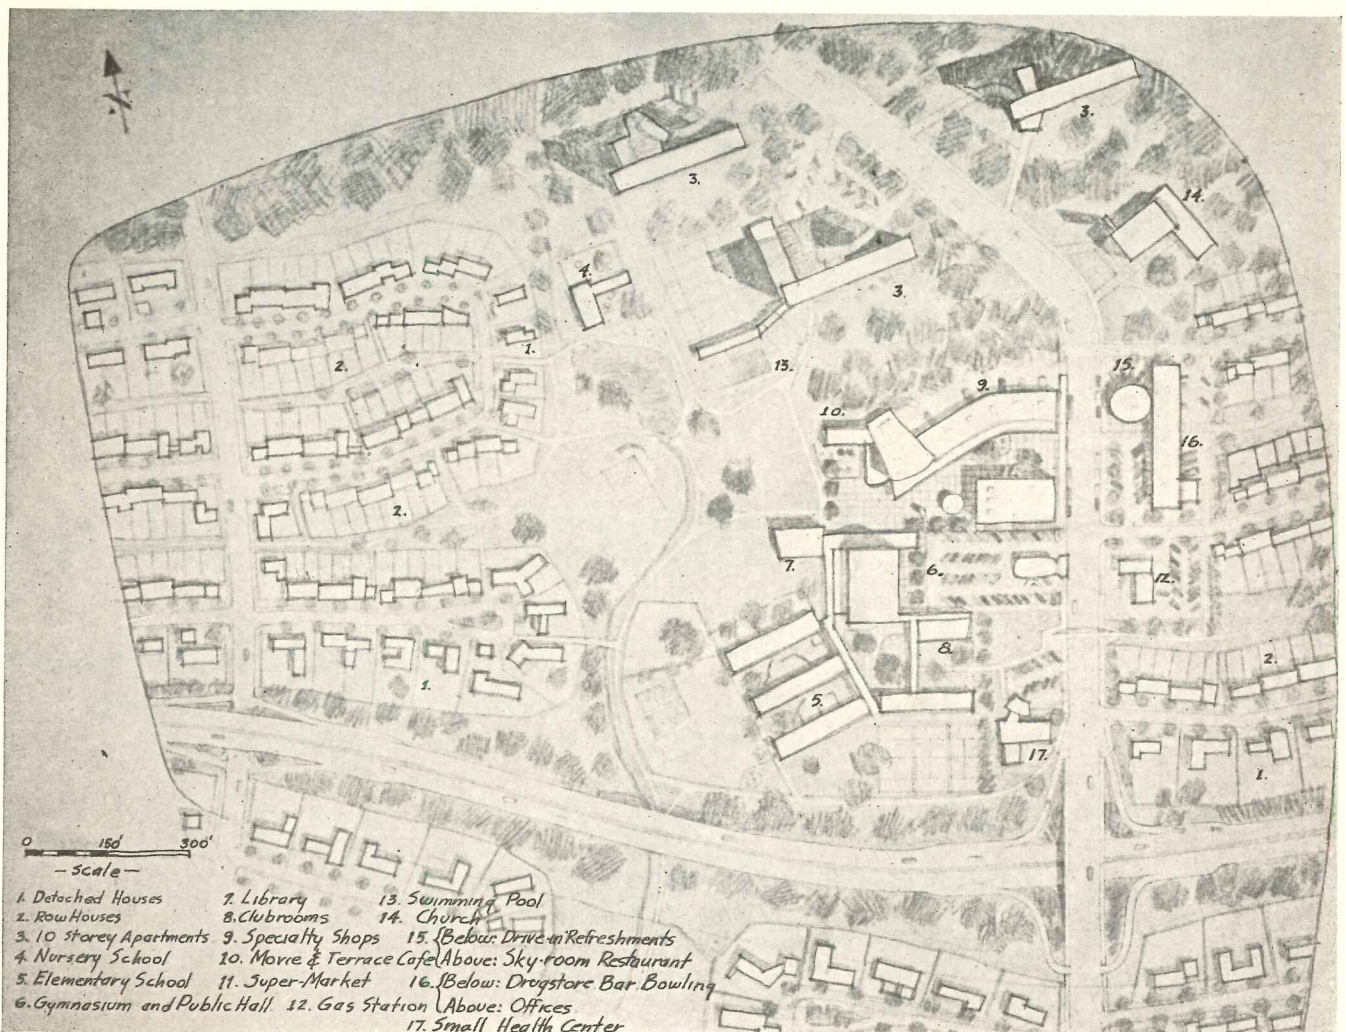 N
3.
14.
3.
4.
3.
1.
2.
13.
15.
9.
10.
16.
2.
7.
6.
12.
8.
2.
5.
1.
17.
1.
0 150' 300'
— Scale —
1. Detached Houses
2. Row Houses
3. 10 Storey Apartments
4. Nursery School
5. Elementary School
6. Gymnasium and Public Hall
7. Library
8. Clubrooms
9. Specialty Shops
10. Movie & Terrace Cafe
11. Super-Market
12. Gas Station
13. Swimming Pool
14. Church
15. { Below: Drive-in Refreshments
Above: Sky-room Restaurant
16. { Below: Drugstore Bar Bowling
Above: Offices
17. Small Health Center